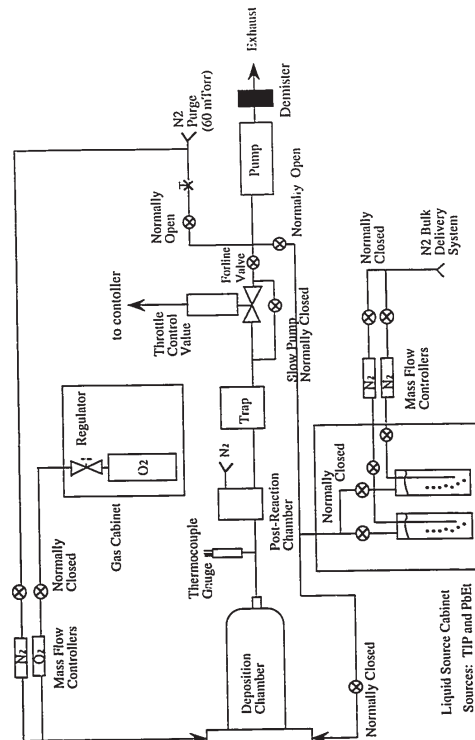 N2
Purge
(60 mTorr)
Exhaust
Demister
Pump
Normally
Open
Normally Open
to contoller
Throttle
Control
Value
Forline
Valve
Slow Pump
Normally Closed
Trap
Regulator
O2
Gas Cabinet
N2
Post-Reaction
Chamber
Thermocouple
Gauge
Normally
Closed
N2
O2
Mass Flow
Controllers
Deposition
Chamber
Normally Closed
Normally
Closed
N2
N2
Mass Flow
Controllers
Normally
Closed
N2 Bulk
Delivery
System
Liquid Source Cabinet
Sources: TIP and PbEt